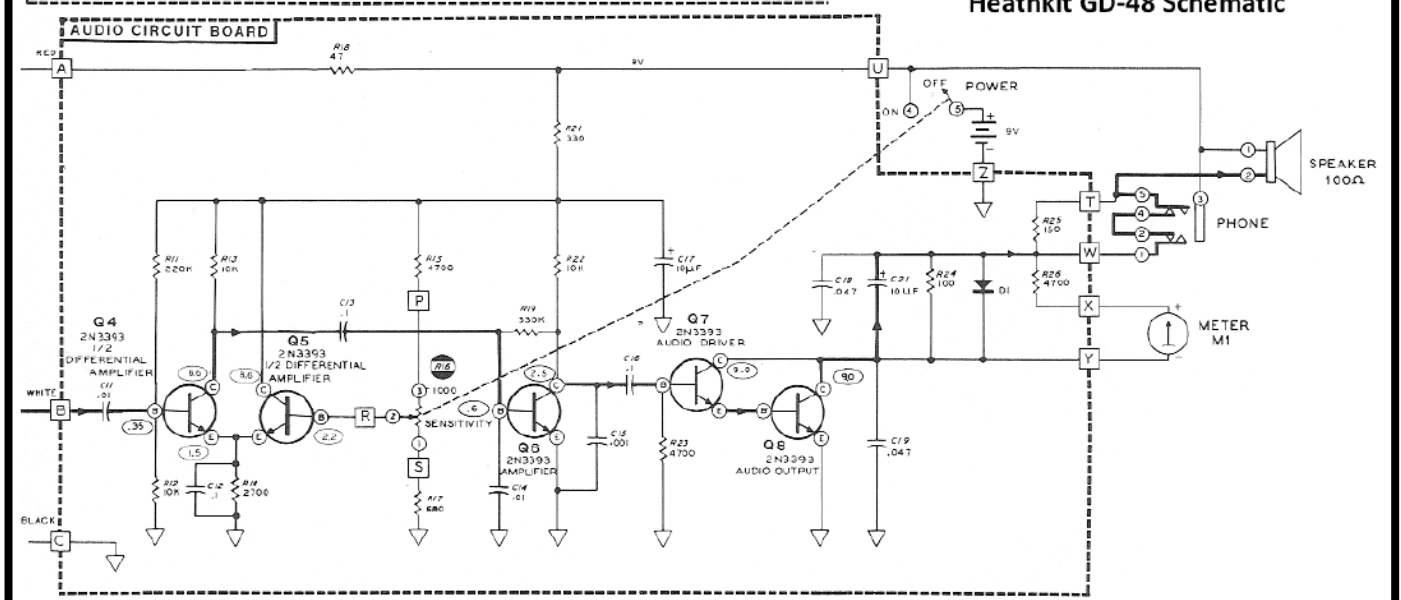 Heathkit GD-48 Schematic
AUDIO CIRCUIT BOARD
RED
A
R18
47
9V
U
OFF
POWER
ON
4
5
+
9V
-
Z
R21
330
1
2
SPEAKER
100Ω
T
5
4
2
1
3
PHONE
R25
150
W
R11
220K
R13
10K
R15
4700
R22
10K
+
C17
10µF
C18
.047
+
C21
10µF
R24
100
D1
R26
4700
X
+
METER
M1
-
Y
P
C13
.1
R19
330K
Q4
2N3393
1/2
DIFFERENTIAL
AMPLIFIER
Q5
2N3393
1/2 DIFFERENTIAL
AMPLIFIER
R16
Q7
2N3393
AUDIO DRIVER
C11
.01
8.6
C
C
3
1000
2.5
C
C16
.1
C
9.0
C
9.0
WHITE
B
B
.35
B
R
2
SENSITIVITY
.6
B
B
E
B
1.5
E
E
2.2
1
S
Q6
2N3393
AMPLIFIER
E
C15
.001
R23
4700
Q8
2N3393
AUDIO OUTPUT
E
C19
.047
R12
10K
C12
.1
R14
2700
R17
680
C14
.01
BLACK
C